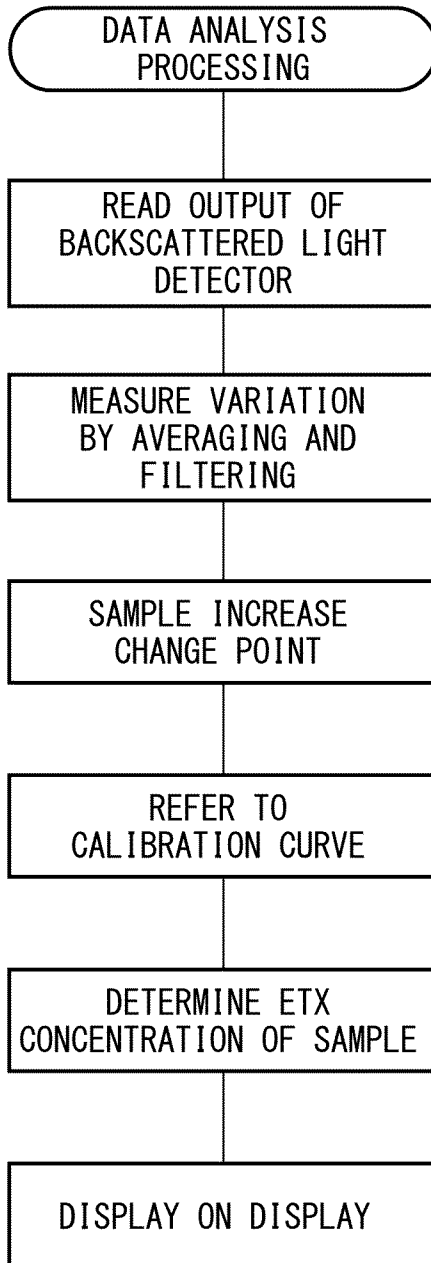 DATA ANALYSIS
PROCESSING
READ OUTPUT OF
BACKSCATTERED LIGHT
DETECTOR
MEASURE VARIATION
BY AVERAGING AND
FILTERING
SAMPLE INCREASE
CHANGE POINT
REFER TO
CALIBRATION CURVE
DETERMINE ETX
CONCENTRATION OF SAMPLE
DISPLAY ON DISPLAY